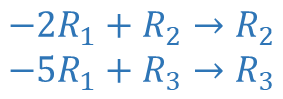 −2R₁ + R₂ → R₂
−5R₁ + R₃ → R₃